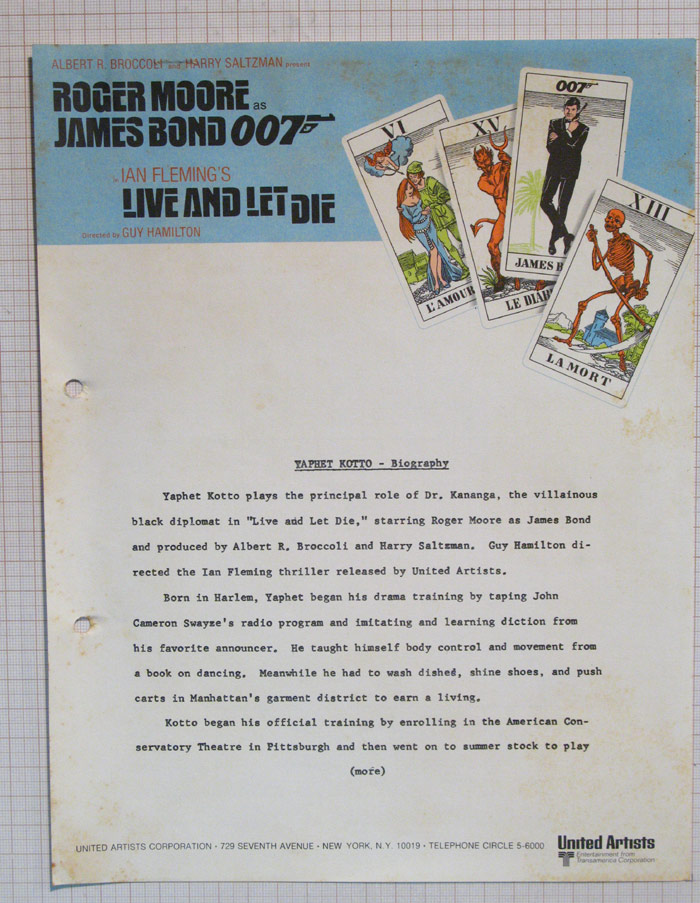 ALBERT R. BROCCOLI and HARRY SALTZMAN present
ROGER MOORE as
JAMES BOND 007
in IAN FLEMING'S
LIVE AND LET DIE
Directed by GUY HAMILTON
VI
L'AMOUR
XV
LE DIAB
007
JAMES B
XIII
LA MORT
YAPHET KOTTO - Biography
Yaphet Kotto plays the principal role of Dr. Kananga, the villainous
black diplomat in "Live and Let Die," starring Roger Moore as James Bond
and produced by Albert R. Broccoli and Harry Saltzman. Guy Hamilton di-
rected the Ian Fleming thriller released by United Artists.
Born in Harlem, Yaphet began his drama training by taping John
Cameron Swayze's radio program and imitating and learning diction from
his favorite announcer. He taught himself body control and movement from
a book on dancing. Meanwhile he had to wash dished, shine shoes, and push
carts in Manhattan's garment district to earn a living.
Kotto began his official training by enrolling in the American Con-
servatory Theatre in Pittsburgh and then went on to summer stock to play
(more)
UNITED ARTISTS CORPORATION • 729 SEVENTH AVENUE • NEW YORK, N.Y. 10019 • TELEPHONE CIRCLE 5-6000
United Artists
Entertainment from
Transamerica Corporation